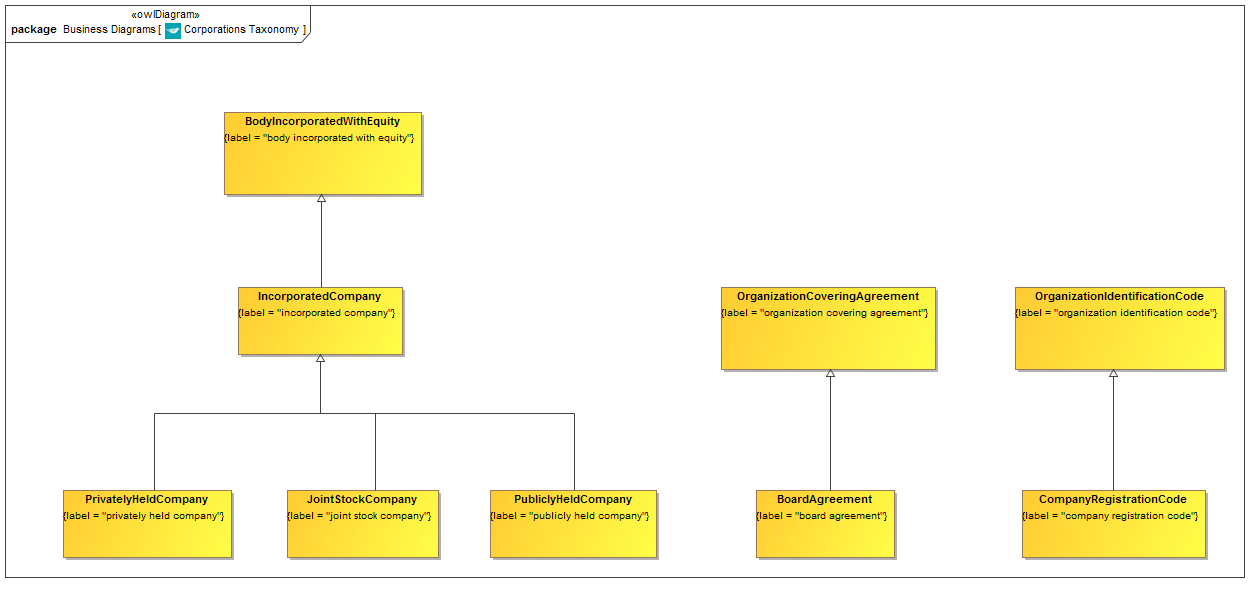 «owlDiagram»
package Business Diagrams [ Corporations Taxonomy ]
BodyIncorporatedWithEquity
{label = "body incorporated with equity"}
IncorporatedCompany
{label = "incorporated company"}
OrganizationCoveringAgreement
{label = "organization covering agreement"}
OrganizationIdentificationCode
{label = "organization identification code"}
PrivatelyHeldCompany
{label = "privately held company"}
JointStockCompany
{label = "joint stock company"}
PubliclyHeldCompany
{label = "publicly held company"}
BoardAgreement
{label = "board agreement"}
CompanyRegistrationCode
{label = "company registration code"}